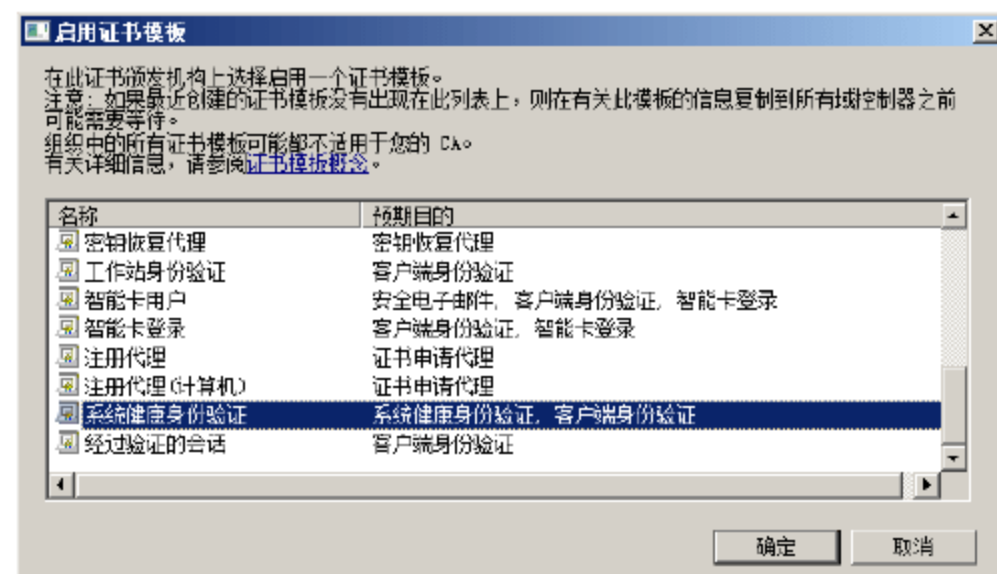 启用证书模板
在此证书颁发机构上选择启用一个证书模板。
注意: 如果最近创建的证书模板没有出现在此列表上，则在有关此模板的信息复制到所有域控制器之前
可能需要等待。
组织中的所有证书模板可能都不适用于您的 CA。
有关详细信息，请参阅证书模板概念。
名称 预期目的
密钥恢复代理 密钥恢复代理
工作站身份验证 客户端身份验证
智能卡用户 安全电子邮件, 客户端身份验证, 智能卡登录
智能卡登录 客户端身份验证, 智能卡登录
注册代理 证书申请代理
注册代理(计算机) 证书申请代理
系统健康身份验证 系统健康身份验证, 客户端身份验证
经过验证的会话 客户端身份验证
确定 取消